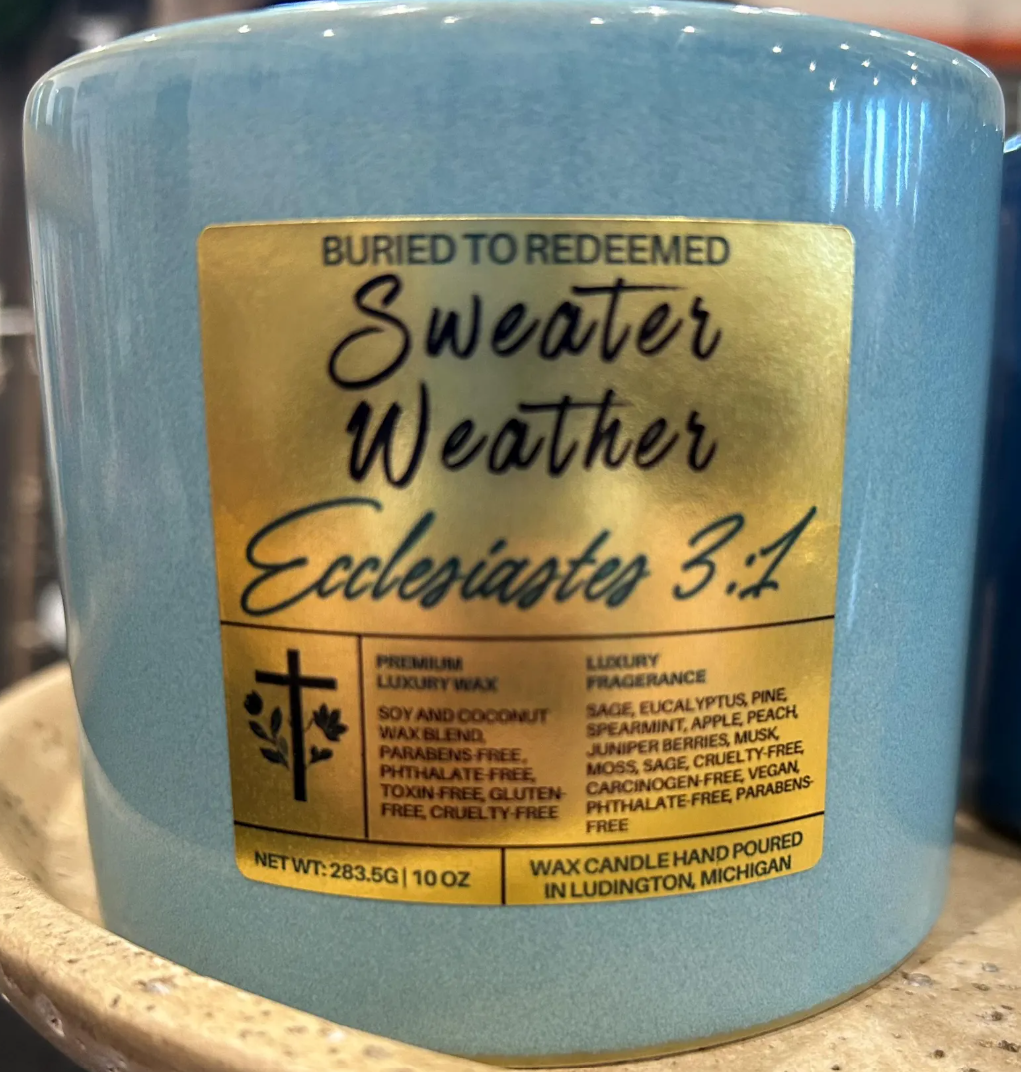 BURIED TO REDEEMED
Sweater
Weather
Ecclesiastes 3:1
PREMIUM
LUXURY WAX
SOY AND COCONUT
WAX BLEND,
PARABENS-FREE,
PHTHALATE-FREE,
TOXIN-FREE, GLUTEN-
FREE, CRUELTY-FREE
LUXURY
FRAGERANCE
SAGE, EUCALYPTUS, PINE,
SPEARMINT, APPLE, PEACH,
JUNIPER BERRIES, MUSK,
MOSS, SAGE, CRUELTY-FREE,
CARCINOGEN-FREE, VEGAN,
PHTHALATE-FREE, PARABENS-
FREE
NET WT: 283.5G | 10 OZ
WAX CANDLE HAND POURED
IN LUDINGTON, MICHIGAN